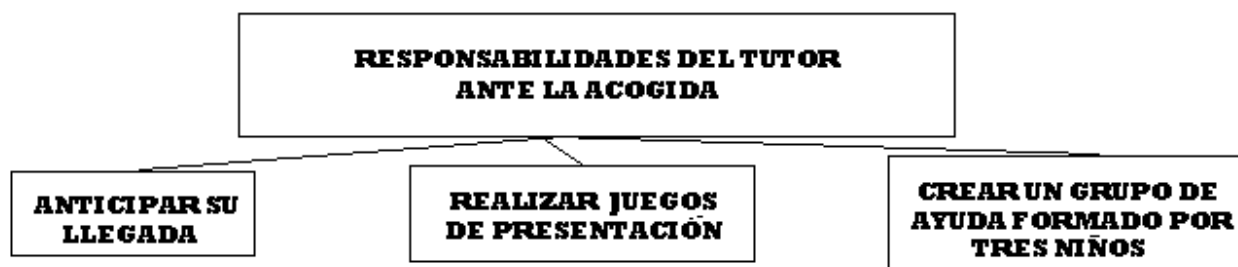 RESPONSABILIDADES DEL TUTOR
ANTE LA ACOGIDA
ANTICIPAR SU
LLEGADA
REALIZAR JUEGOS
DE PRESENTACIÓN
CREAR UN GRUPO DE
AYUDA FORMADO POR
TRES NIÑOS